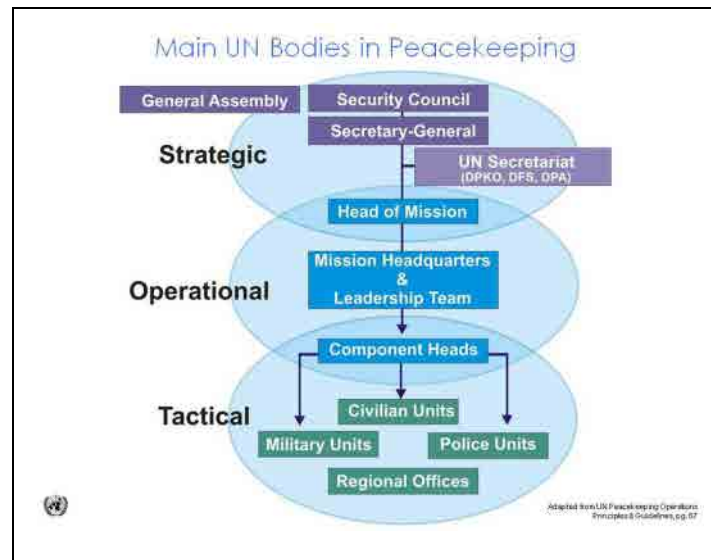 Main UN Bodies in Peacekeeping
General Assembly
Security Council
Secretary-General
Strategic
UN Secretariat
(DPKO, DFS, OPA)
Head of Mission
Mission Headquarters
&
Leadership Team
Operational
Component Heads
Tactical
Civilian Units
Military Units
Police Units
Regional Offices
Adapted from UN Peacekeeping Operations
Principles & Guidelines, pg. 67